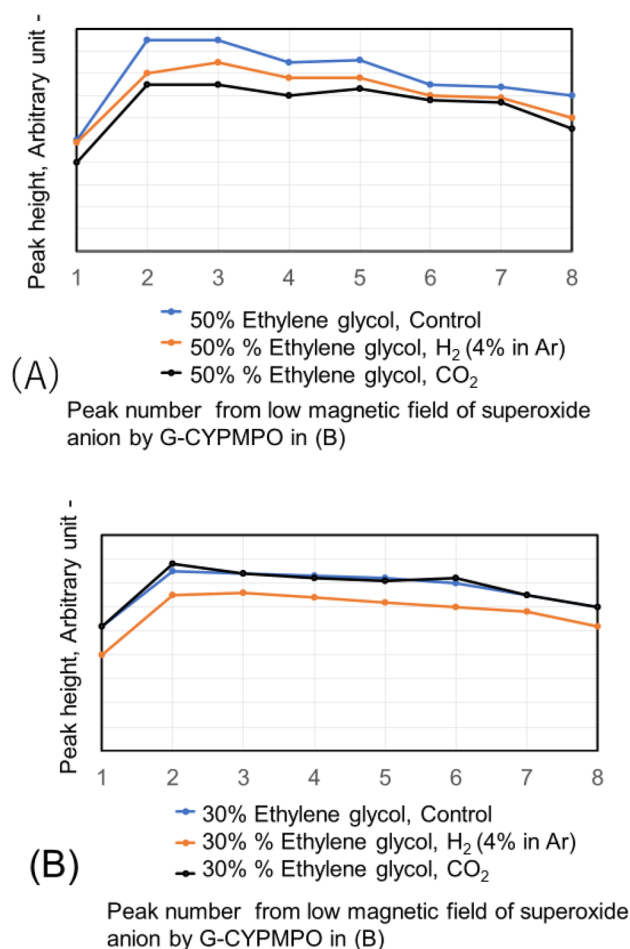 Peak height, Arbitrary unit -
1 2 3 4 5 6 7 8
50% Ethylene glycol, Control
50% % Ethylene glycol, H₂ (4% in Ar)
50% % Ethylene glycol, CO₂
(A)
Peak number from low magnetic field of superoxide
anion by G-CYPMPO in (B)
Peak height, Arbitrary unit -
1 2 3 4 5 6 7 8
30% Ethylene glycol, Control
30% % Ethylene glycol, H₂ (4% in Ar)
30% % Ethylene glycol, CO₂
(B)
Peak number from low magnetic field of superoxide
anion by G-CYPMPO in (B)